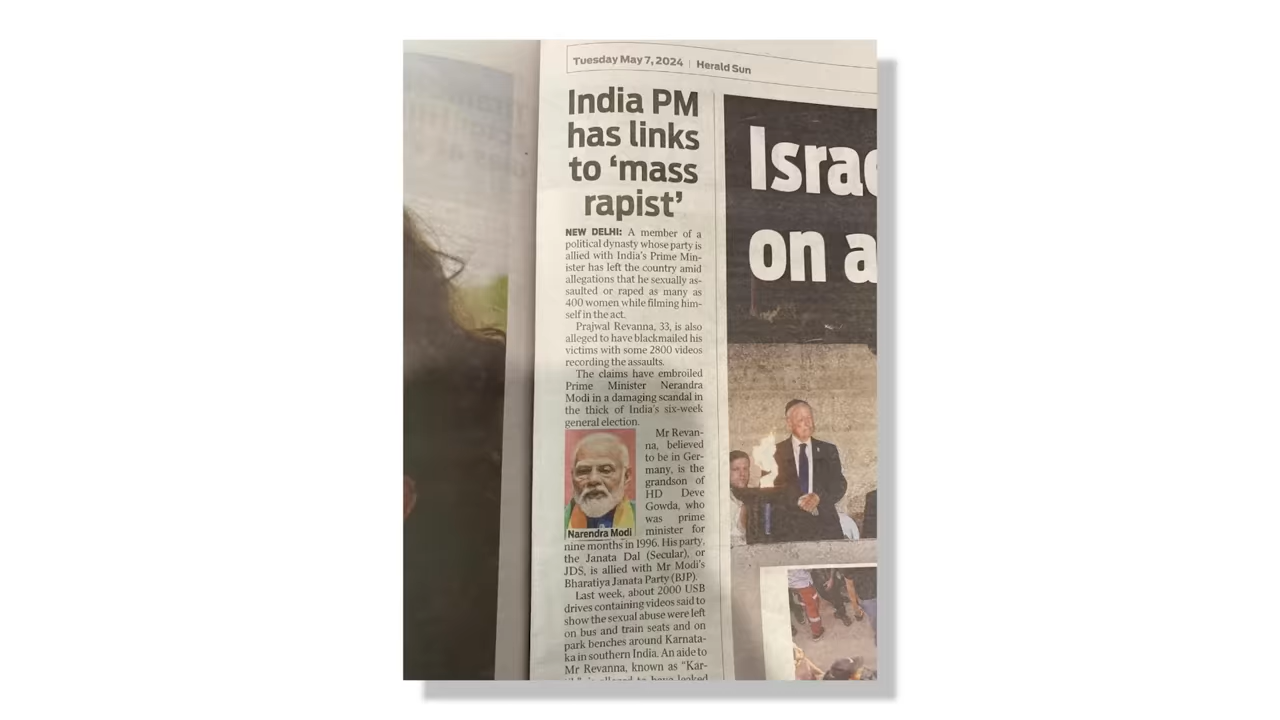 Tuesday May 7, 2024 | Herald Sun
India PM
has links
to ‘mass
rapist’
NEW DELHI: A member of a
political dynasty whose party is
allied with India's Prime Min-
ister has left the country amid
allegations that he sexually as-
saulted or raped as many as
400 women while filming him-
self in the act.
Prajwal Revanna, 33, is also
alleged to have blackmailed his
victims with some 2800 videos
recording the assaults.
The claims have embroiled
Prime Minister Nerandra
Modi in a damaging scandal in
the thick of India's six-week
general election.
Mr Revan-
na, believed
to be in Ger-
many, is the
grandson of
HD Deve
Gowda, who
was prime
minister for
Narendra Modi
nine months in 1996. His party,
the Janata Dal (Secular), or
JDS, is allied with Mr Modi's
Bharatiya Janata Party (BJP).
Last week, about 2000 USB
drives containing videos said to
show the sexual abuse were left
on bus and train seats and on
park benches around Karnata-
ka in southern India. An aide to
Mr Revanna, known as “Kar-
Israe
on a